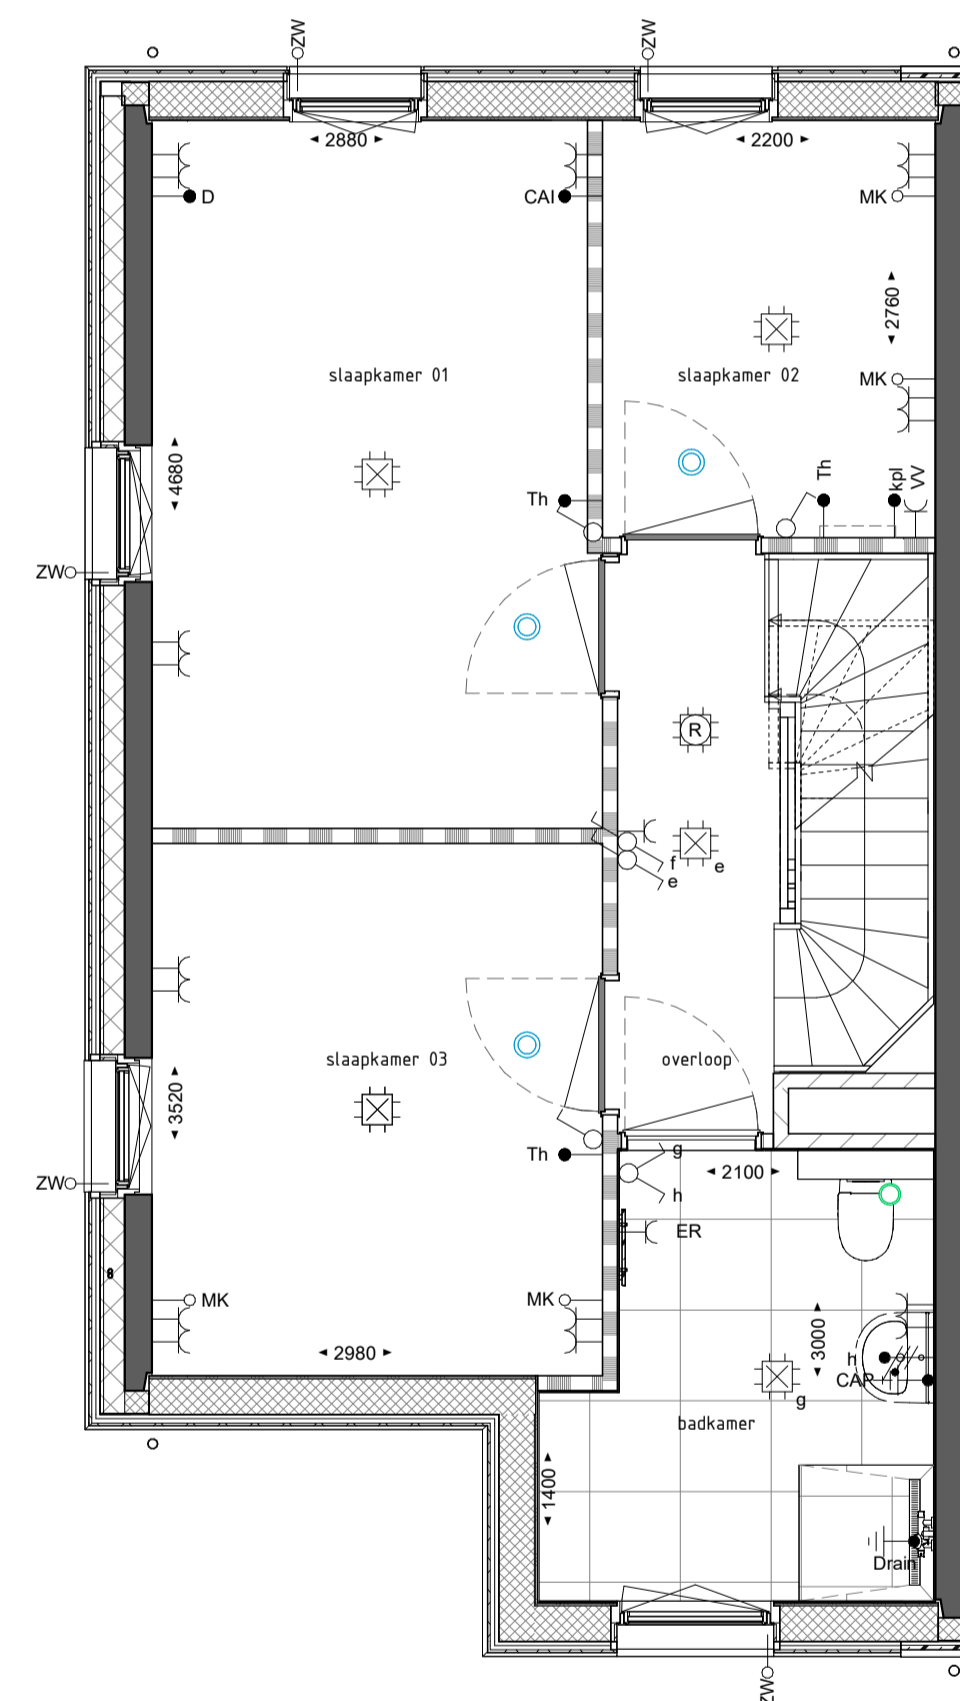 ZW
ZW
2880
2200
D
CAI
MK
2760
slaapkamer 01
slaapkamer 02
MK
4680
Th
Th
kpl
VV
ZW
R
f
e
e
slaapkamer 03
overloop
3520
Th
g
2100
ZW
h
ER
8
MK
MK
3000
2980
h
CAP
g
badkamer
1400
Drain
ZW